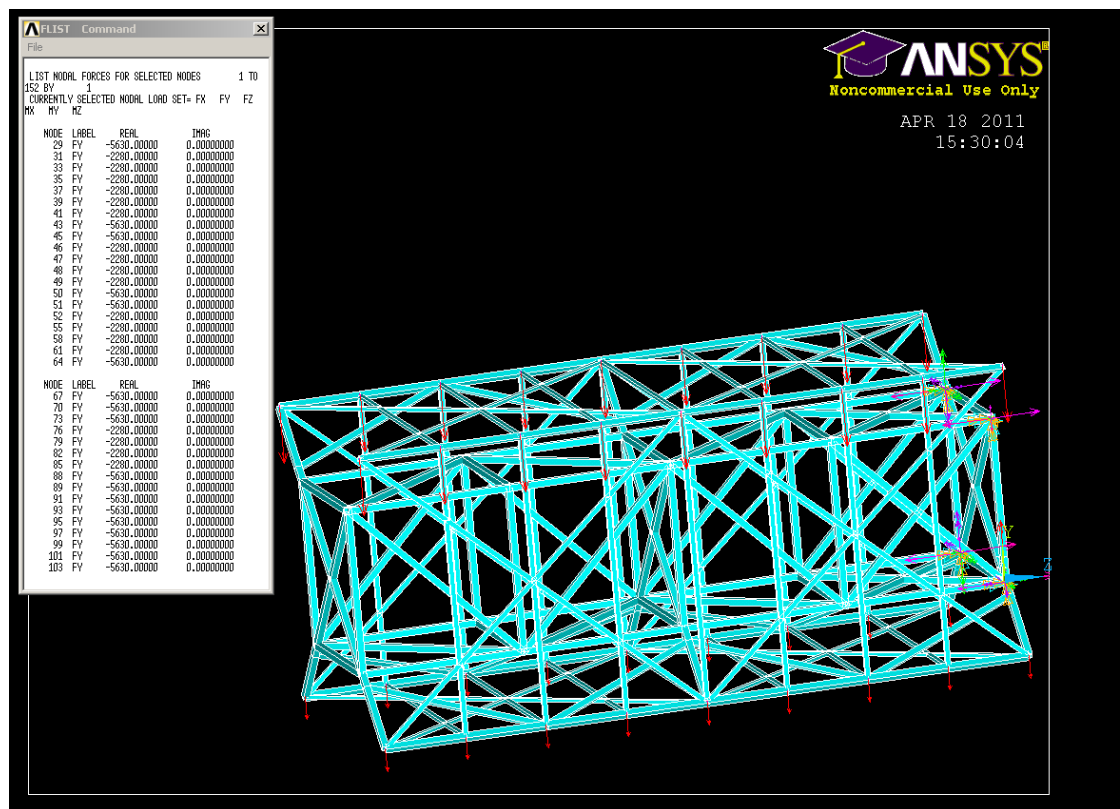 FLIST Command
File
LIST NODAL FORCES FOR SELECTED NODES 1 TO
152 BY 1
CURRENTLY SELECTED NODAL LOAD SET= FX FY FZ
MX MY MZ
NODE LABEL REAL IMAG
29 FY -5630.00000 0.00000000
31 FY -2280.00000 0.00000000
33 FY -2280.00000 0.00000000
35 FY -2280.00000 0.00000000
37 FY -2280.00000 0.00000000
39 FY -2280.00000 0.00000000
41 FY -2280.00000 0.00000000
43 FY -5630.00000 0.00000000
45 FY -5630.00000 0.00000000
46 FY -2280.00000 0.00000000
47 FY -2280.00000 0.00000000
48 FY -2280.00000 0.00000000
49 FY -2280.00000 0.00000000
50 FY -5630.00000 0.00000000
51 FY -5630.00000 0.00000000
52 FY -2280.00000 0.00000000
55 FY -2280.00000 0.00000000
58 FY -2280.00000 0.00000000
61 FY -2280.00000 0.00000000
64 FY -5630.00000 0.00000000
NODE LABEL REAL IMAG
67 FY -5630.00000 0.00000000
70 FY -5630.00000 0.00000000
73 FY -5630.00000 0.00000000
76 FY -2280.00000 0.00000000
79 FY -2280.00000 0.00000000
82 FY -2280.00000 0.00000000
85 FY -2280.00000 0.00000000
88 FY -5630.00000 0.00000000
89 FY -5630.00000 0.00000000
91 FY -5630.00000 0.00000000
93 FY -5630.00000 0.00000000
95 FY -5630.00000 0.00000000
97 FY -5630.00000 0.00000000
99 FY -5630.00000 0.00000000
101 FY -5630.00000 0.00000000
103 FY -5630.00000 0.00000000
ANSYS®
Noncommercial Use Only
APR 18 2011
15:30:04
Y
Z